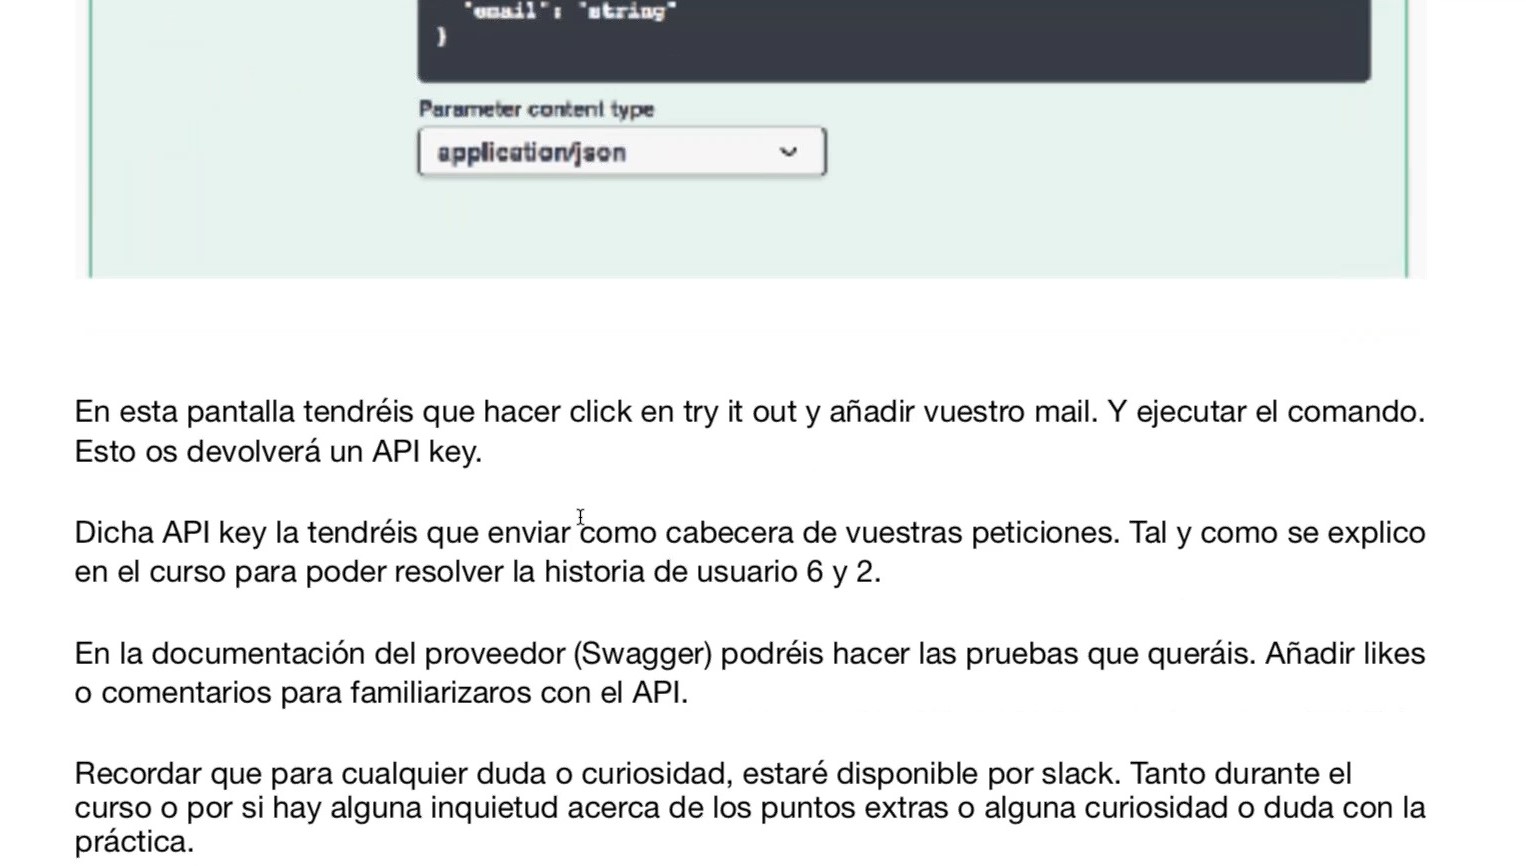 "email": "string"
}
Parameter content type
application/json
En esta pantalla tendréis que hacer click en try it out y añadir vuestro mail. Y ejecutar el comando.
Esto os devolverá un API key.
Dicha API key la tendréis que enviar como cabecera de vuestras peticiones. Tal y como se explico
en el curso para poder resolver la historia de usuario 6 y 2.
En la documentación del proveedor (Swagger) podréis hacer las pruebas que queráis. Añadir likes
o comentarios para familiarizaros con el API.
Recordar que para cualquier duda o curiosidad, estaré disponible por slack. Tanto durante el
curso o por si hay alguna inquietud acerca de los puntos extras o alguna curiosidad o duda con la
práctica.